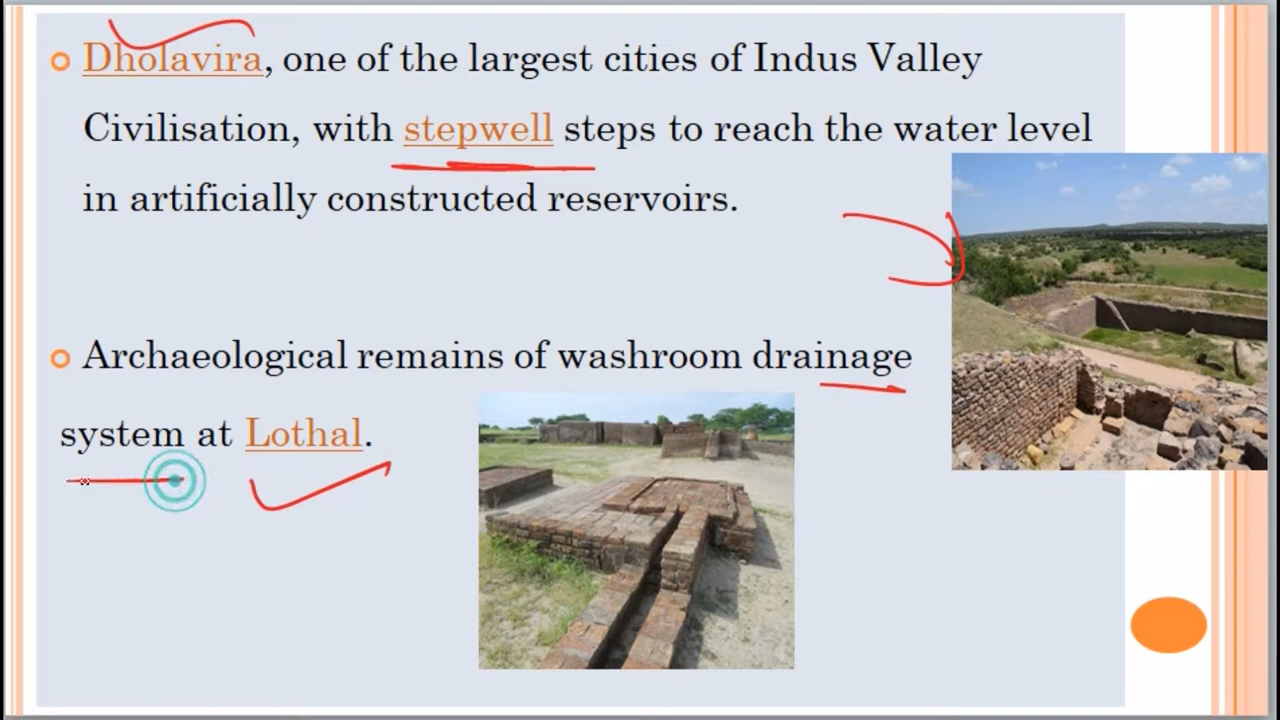 Dholavira, one of the largest cities of Indus Valley
Civilisation, with stepwell steps to reach the water level
in artificially constructed reservoirs.
Archaeological remains of washroom drainage
system at Lothal.